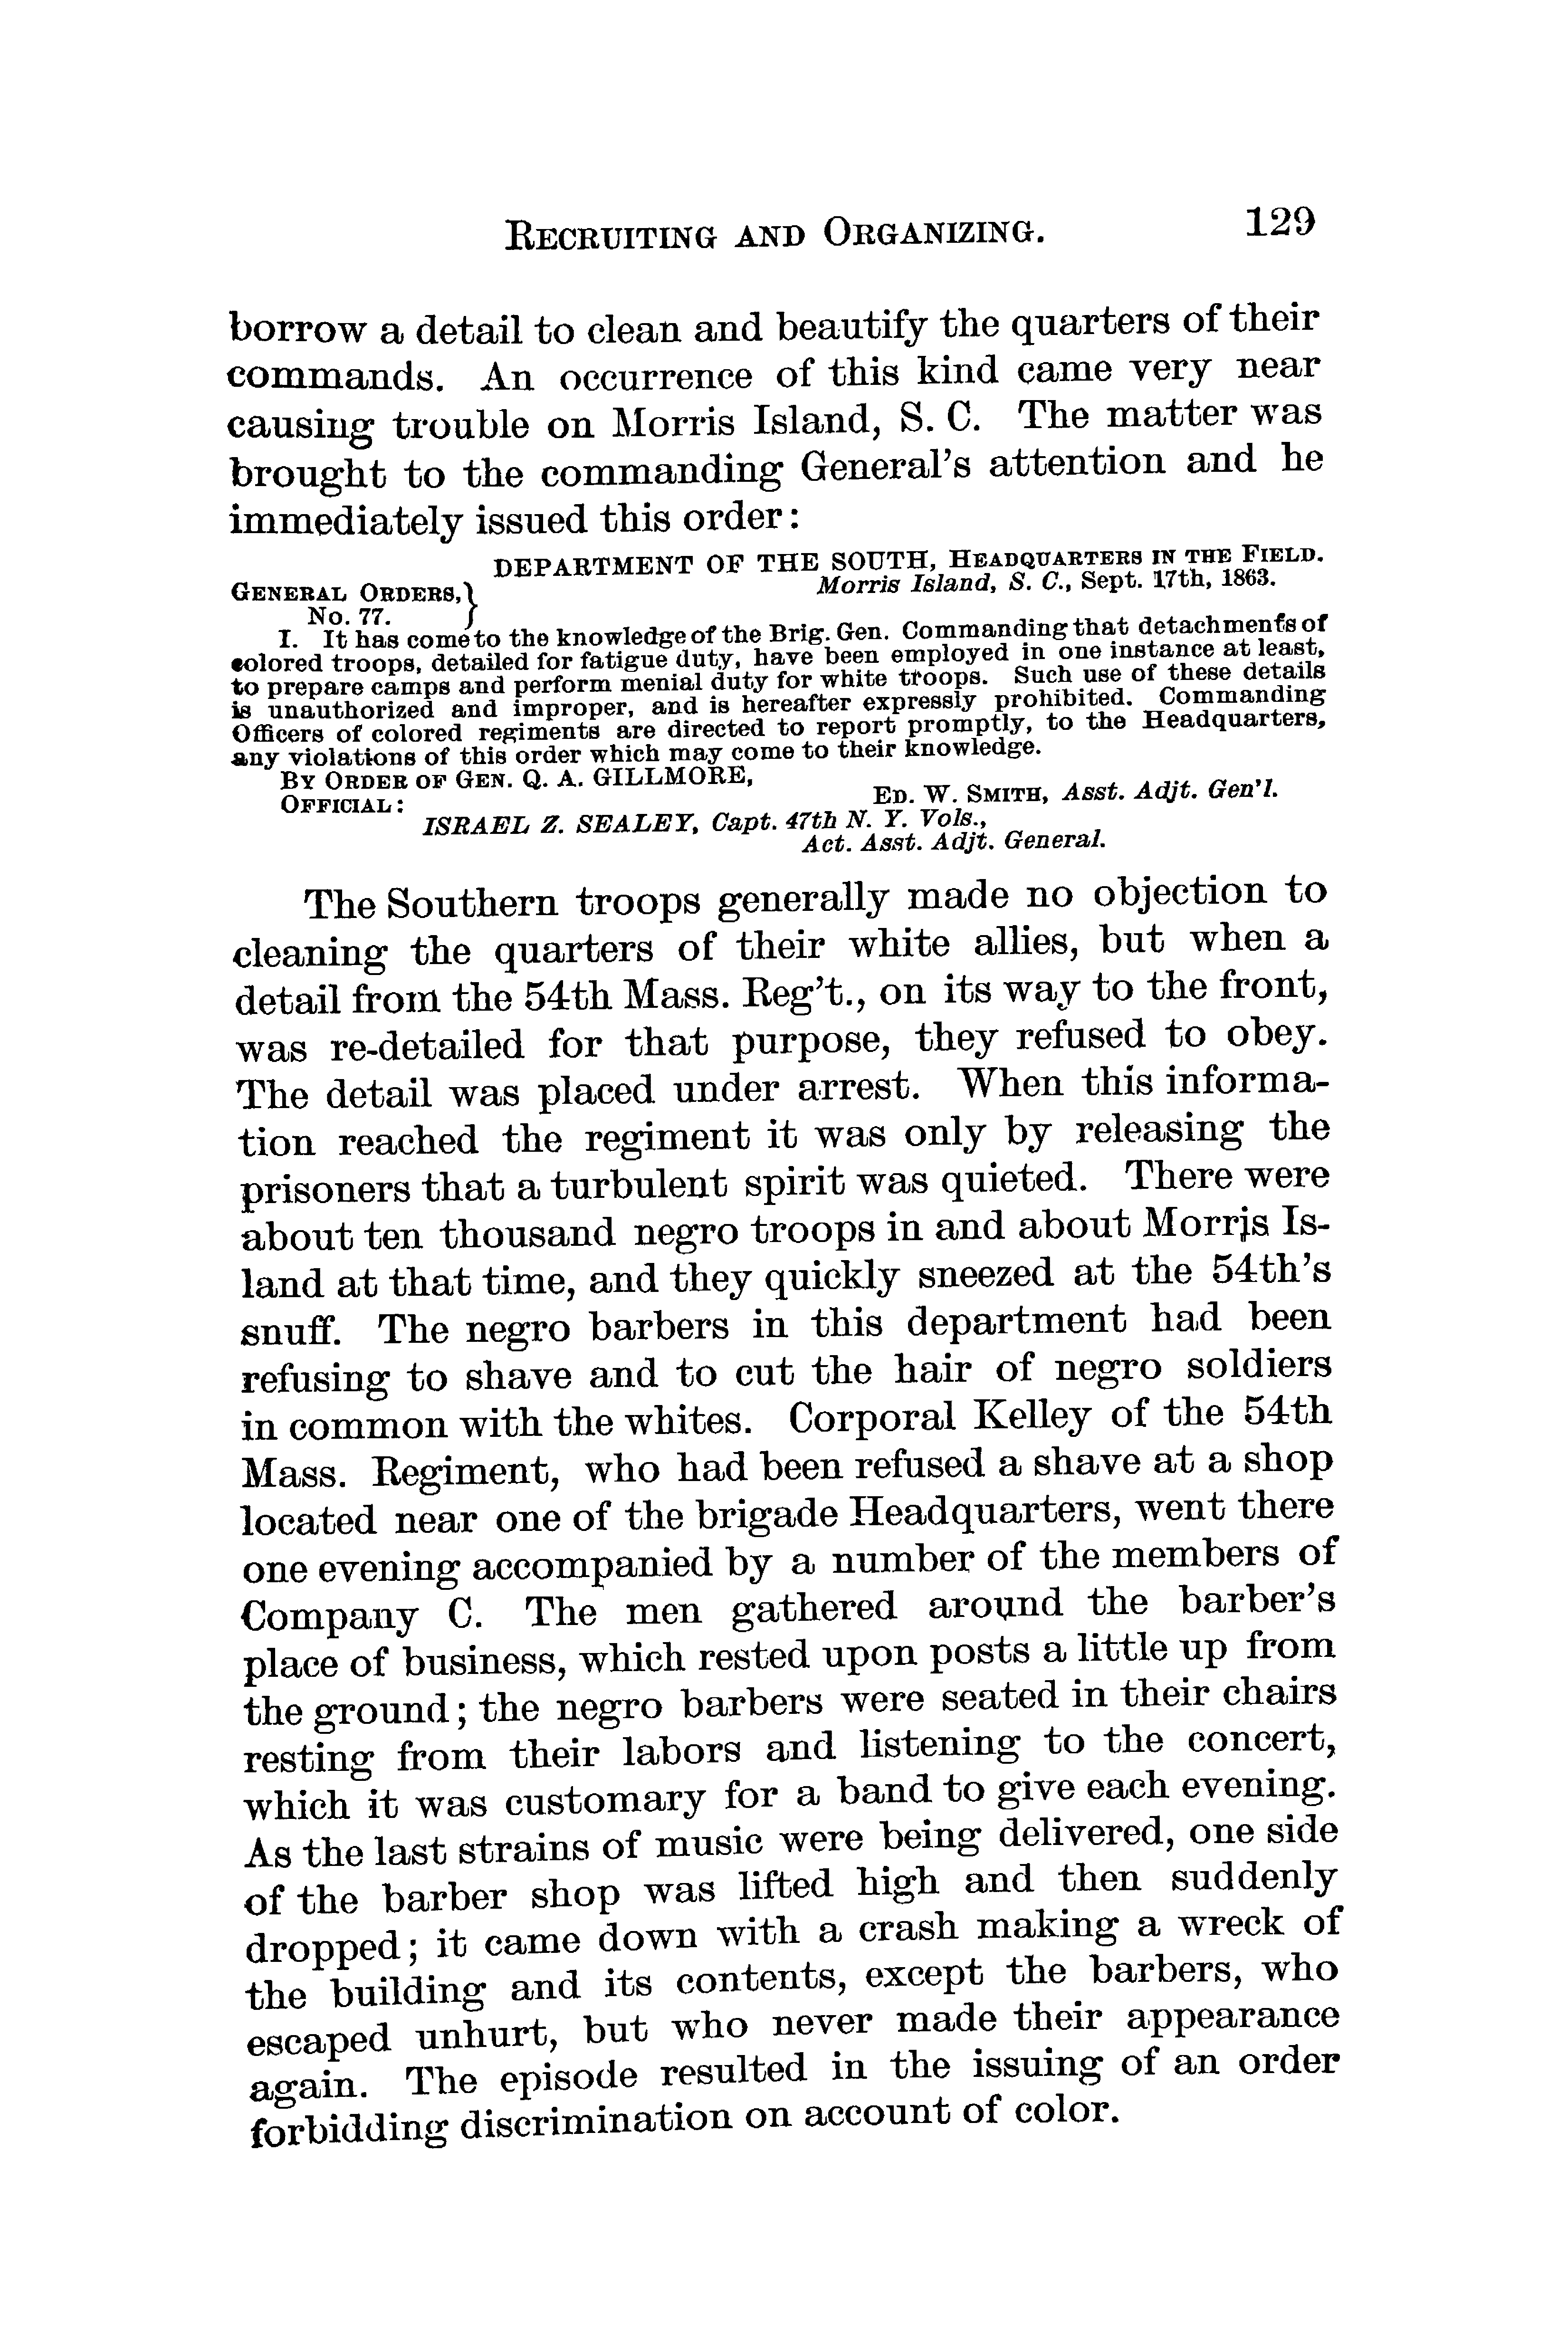 RECRUITING AND ORGANIZING. 129
borrow a detail to clean and beautify the quarters of their
commands. An occurrence of this kind came very near
causing trouble on Morris Island, S. C. The matter was
brought to the commanding General's attention and he
immediately issued this order:
DEPARTMENT OF THE SOUTH, HEADQUARTERS IN THE FIELD.
Morris Island, S. C., Sept. 17th, 1863.
GENERAL ORDERS,}
No. 77.
I. It has come to the knowledge of the Brig. Gen. Commanding that detachments of
colored troops, detailed for fatigue duty, have been employed in one instance at least,
to prepare camps and perform menial duty for white troops. Such use of these details
is unauthorized and improper, and is hereafter expressly prohibited. Commanding
Officers of colored regiments are directed to report promptly, to the Headquarters,
any violations of this order which may come to their knowledge.
BY ORDER OF GEN. Q. A. GILLMORE,
ED. W. SMITH, Asst. Adjt. Gen'l.
OFFICIAL:
ISRAEL Z. SEALEY, Capt. 47th N. Y. Vols.,
Act. Asst. Adjt. General.
The Southern troops generally made no objection to
cleaning the quarters of their white allies, but when a
detail from the 54th Mass. Reg't., on its way to the front,
was re-detailed for that purpose, they refused to obey.
The detail was placed under arrest. When this informa-
tion reached the regiment it was only by releasing the
prisoners that a turbulent spirit was quieted. There were
about ten thousand negro troops in and about Morris Is-
land at that time, and they quickly sneezed at the 54th's
snuff. The negro barbers in this department had been
refusing to shave and to cut the hair of negro soldiers
in common with the whites. Corporal Kelley of the 54th
Mass. Regiment, who had been refused a shave at a shop
located near one of the brigade Headquarters, went there
one evening accompanied by a number of the members of
Company C. The men gathered around the barber's
place of business, which rested upon posts a little up from
the ground; the negro barbers were seated in their chairs
resting from their labors and listening to the concert,
which it was customary for a band to give each evening.
As the last strains of music were being delivered, one side
of the barber shop was lifted high and then suddenly
dropped; it came down with a crash making a wreck of
the building and its contents, except the barbers, who
escaped unhurt, but who never made their appearance
again. The episode resulted in the issuing of an order
forbidding discrimination on account of color.